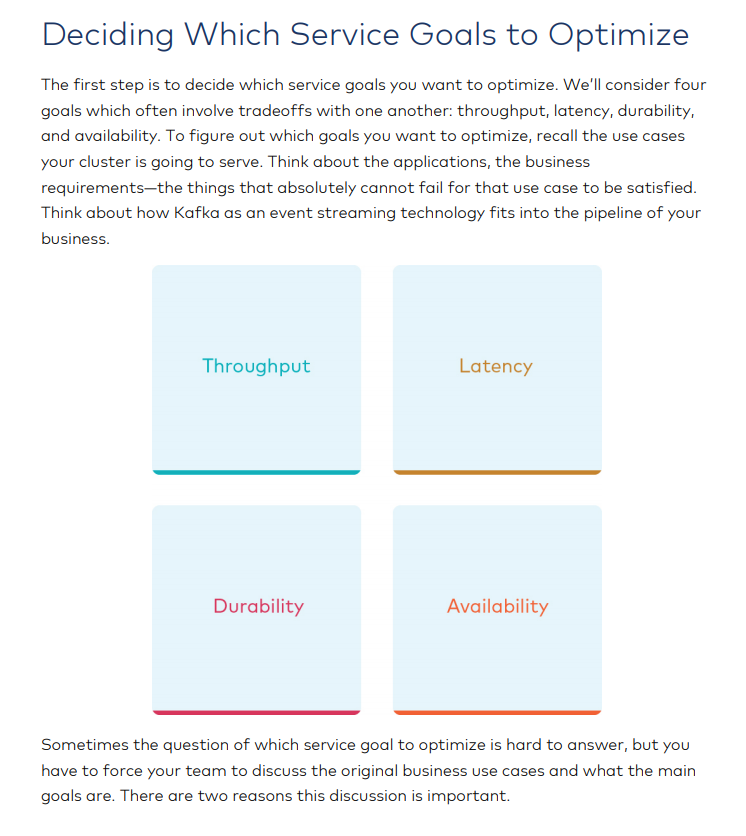 Deciding Which Service Goals to Optimize
The first step is to decide which service goals you want to optimize. We’ll consider four
goals which often involve tradeoffs with one another: throughput, latency, durability,
and availability. To figure out which goals you want to optimize, recall the use cases
your cluster is going to serve. Think about the applications, the business
requirements—the things that absolutely cannot fail for that use case to be satisfied.
Think about how Kafka as an event streaming technology fits into the pipeline of your
business.
Throughput
Latency
Durability
Availability
Sometimes the question of which service goal to optimize is hard to answer, but you
have to force your team to discuss the original business use cases and what the main
goals are. There are two reasons this discussion is important.